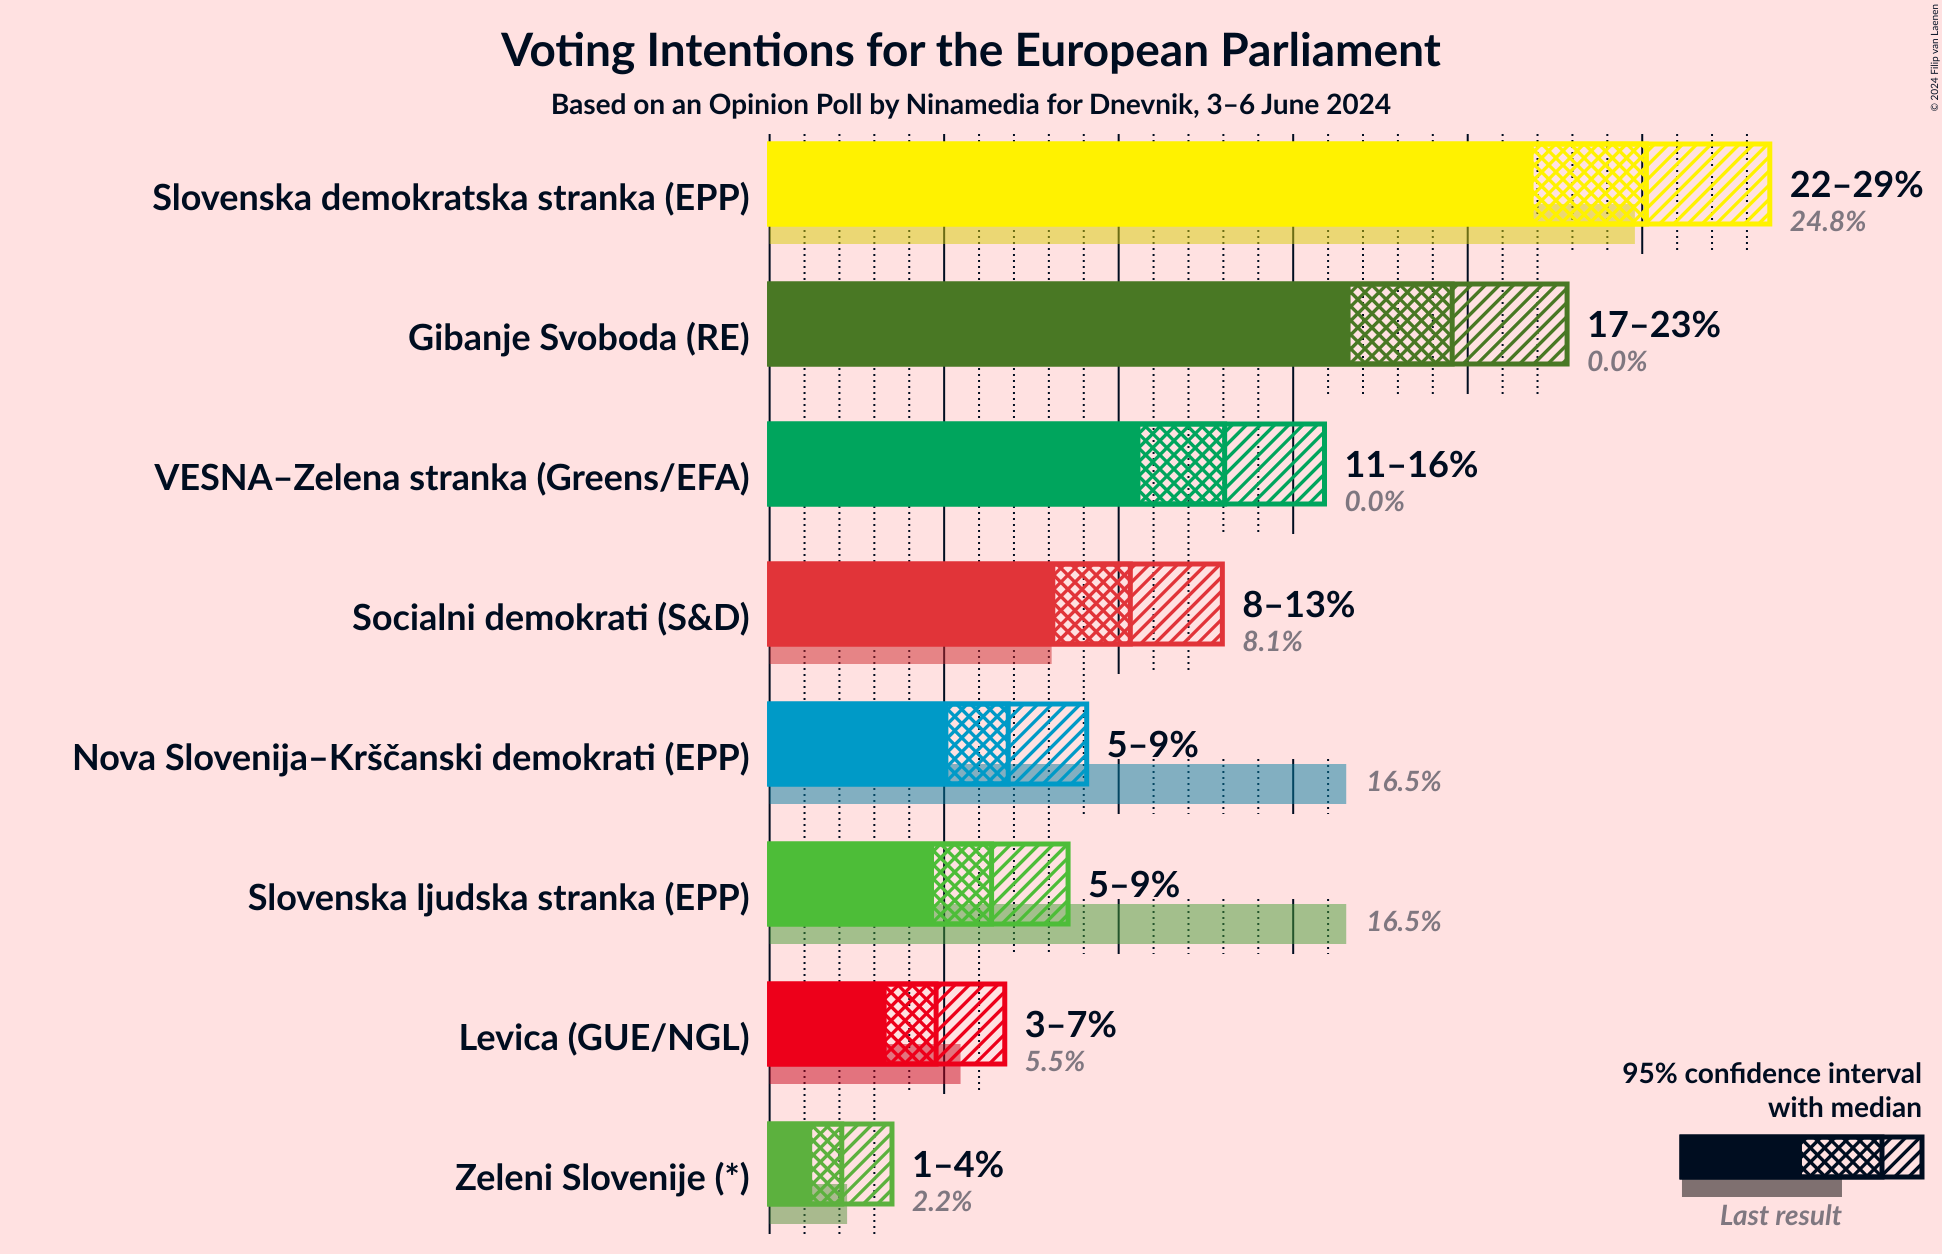 Voting Intentions for the European Parliament
Based on an Opinion Poll by Ninamedia for Dnevnik, 3–6 June 2024
© 2024 Filip van Laenen
Slovenska demokratska stranka (EPP)
22–29%
24.8%
Gibanje Svoboda (RE)
17–23%
0.0%
VESNA–Zelena stranka (Greens/EFA)
11–16%
0.0%
Socialni demokrati (S&D)
8–13%
8.1%
Nova Slovenija–Krščanski demokrati (EPP)
5–9%
16.5%
Slovenska ljudska stranka (EPP)
5–9%
16.5%
Levica (GUE/NGL)
3–7%
5.5%
Zeleni Slovenije (*)
1–4%
2.2%
95% confidence interval
with median
Last result